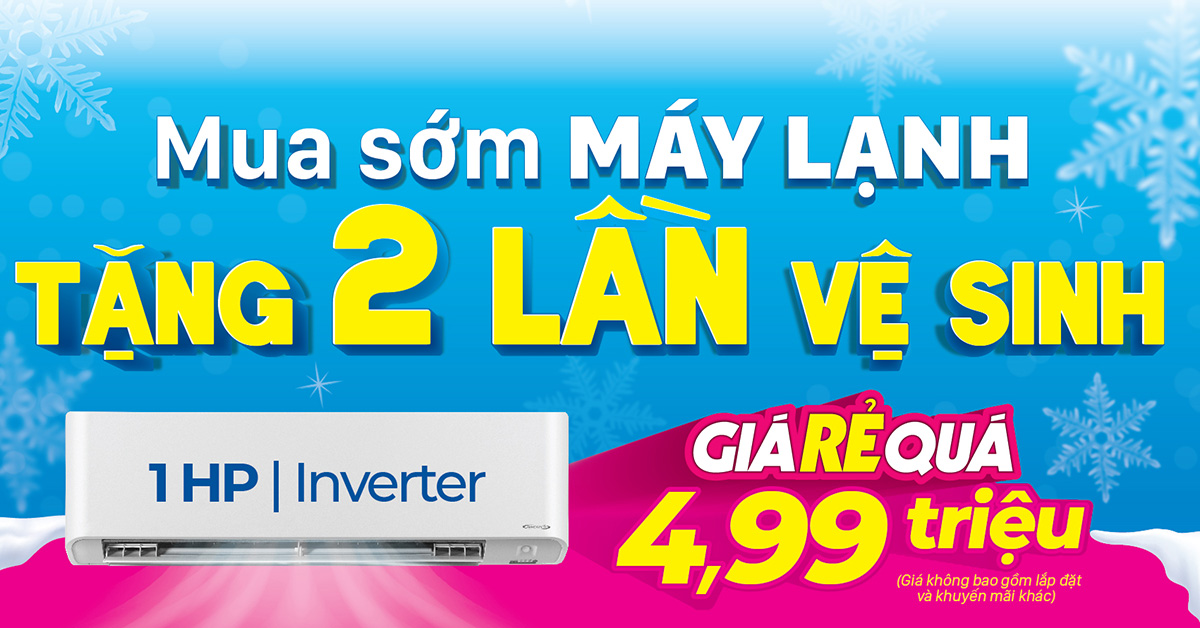 Mua sớm MÁY LẠNH
TẶNG 2 LẦN VỆ SINH
1 HP | Inverter
GIÁ RẺ QUÁ
4,99 triệu
(Giá không bao gồm lắp đặt
và khuyến mãi khác)